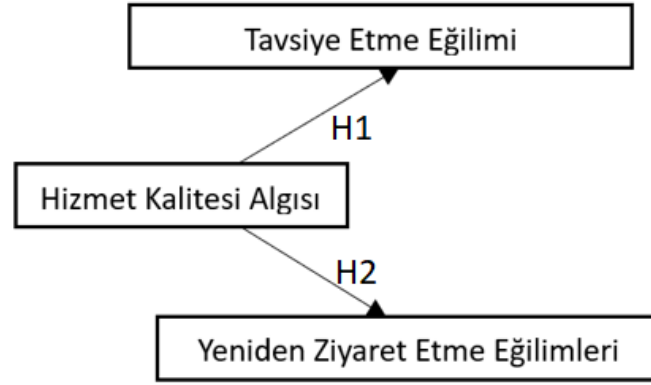 Tavsiye Etme Eğilimi
H1
Hizmet Kalitesi Algısı
H2
Yeniden Ziyaret Etme Eğilimleri